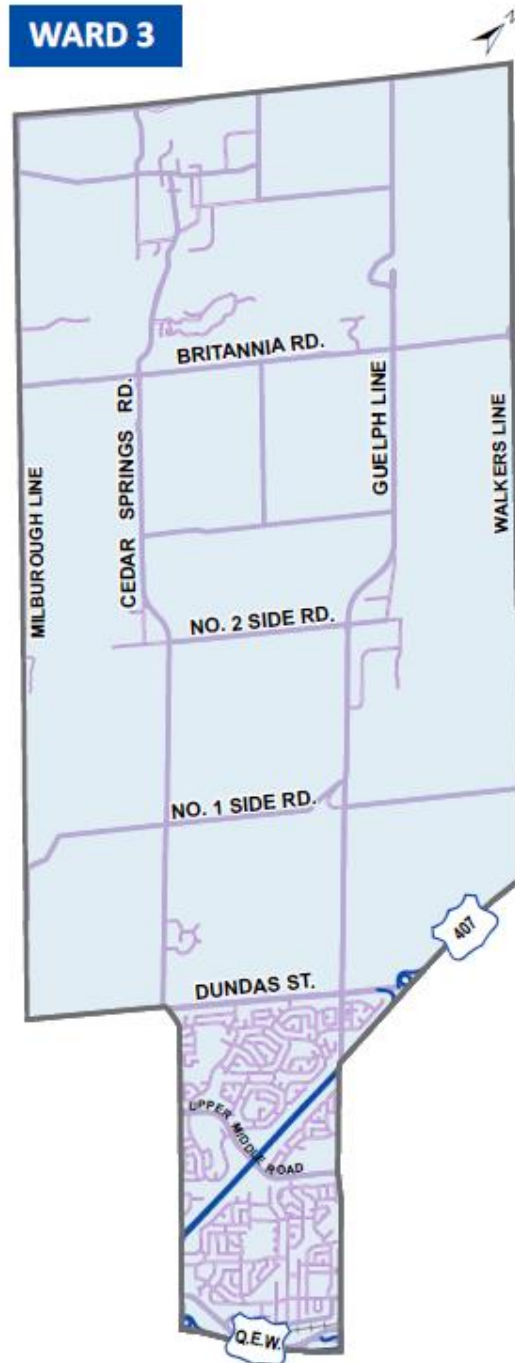 WARD 3
N
BRITANNIA RD.
CEDAR SPRINGS RD.
GUELPH LINE
WALKERS LINE
MILBOROUGH LINE
NO. 2 SIDE RD.
NO. 1 SIDE RD.
407
DUNDAS ST.
UPPER MIDDLE ROAD
Q.E.W.